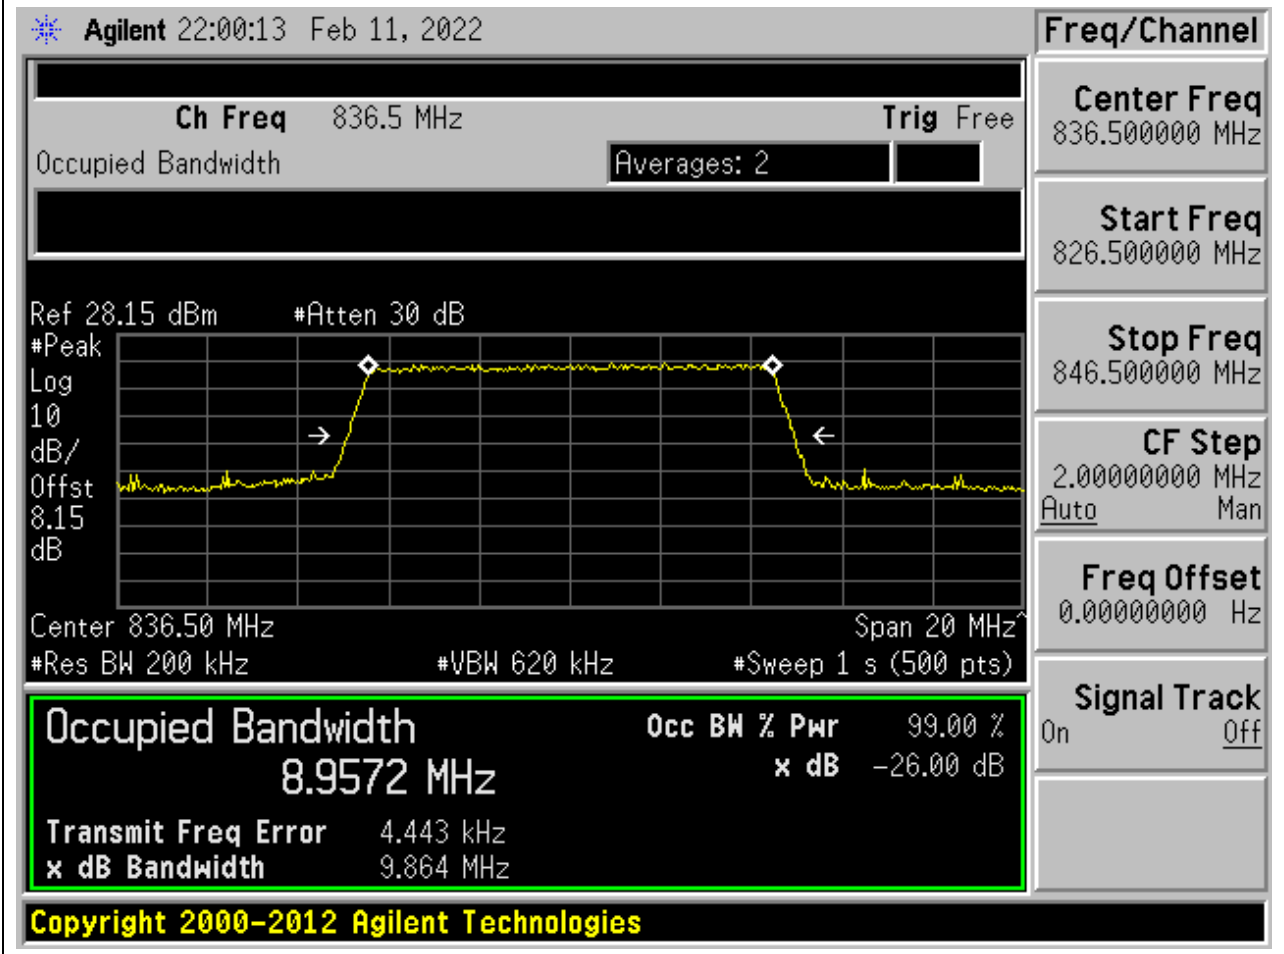 Agilent 22:00:13 Feb 11, 2022
Freq/Channel
Ch Freq 836.5 MHz Trig Free
Occupied Bandwidth Averages: 2
Center Freq
836.500000 MHz
Start Freq
826.500000 MHz
Stop Freq
846.500000 MHz
CF Step
2.00000000 MHz
Auto Man
Freq Offset
0.00000000 Hz
Signal Track
On Off
Ref 28.15 dBm #Atten 30 dB
#Peak
Log
10
dB/
Offst
8.15
dB
Center 836.50 MHz Span 20 MHz^
#Res BW 200 kHz #VBW 620 kHz #Sweep 1 s (500 pts)
Occupied Bandwidth Occ BW % Pwr 99.00 %
8.9572 MHz x dB -26.00 dB
Transmit Freq Error 4.443 kHz
x dB Bandwidth 9.864 MHz
Copyright 2000-2012 Agilent Technologies